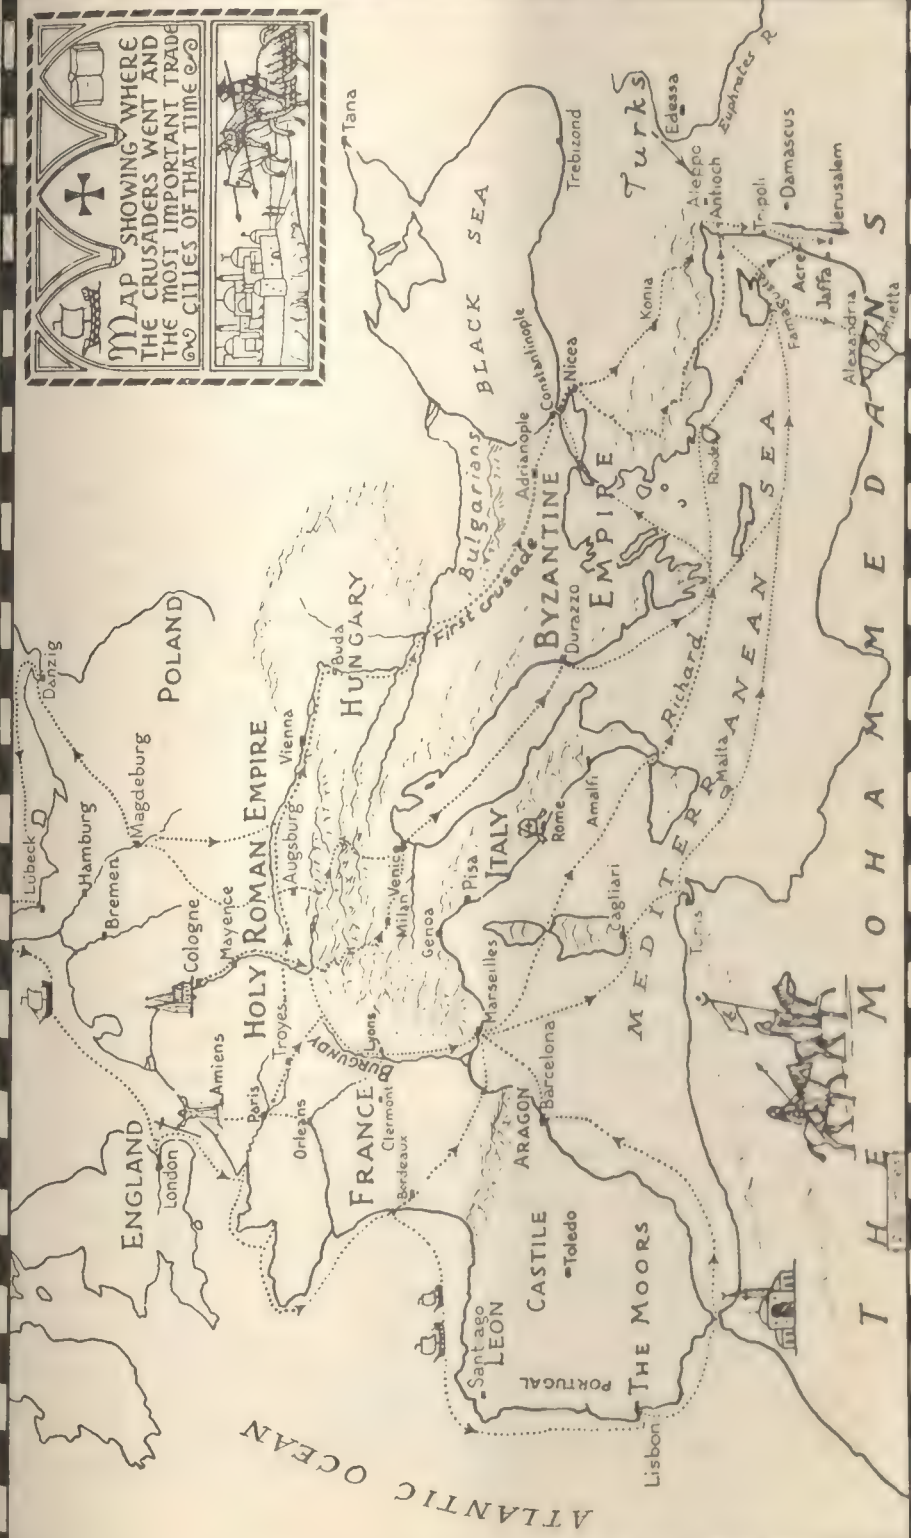 MAP SHOWING WHERE
THE CRUSADERS WENT AND
THE MOST IMPORTANT TRADE
CITIES OF THAT TIME
ATLANTIC OCEAN
ENGLAND
London
Lübeck
Hamburg
Bremen
Magdeburg
Danzig
POLAND
Cologne
Mayence
Amiens
Paris
Troyes
Orleans
HOLY ROMAN EMPIRE
Augsburg
Vienna
FRANCE
BURGUNDY
Clermont
Lyons
Bordeaux
HUNGARY
Buda
Tana
BLACK SEA
Trebizond
Bulgarians
First Crusade
Adrianople
Constantinople
Nicea
BYZANTINE
EMPIRE
Durazzo
Konia
Turks
Edessa
Euphrates R
Aleppo
Antioch
Tripoli
Damascus
Acre
Jaffa
Jerusalem
Famagusta
Alexandria
Damietta
Rhodes
Milan
Venice
Genoa
Pisa
ITALY
Rome
Amalfi
Marseilles
Cagliari
Barcelona
ARAGON
CASTILE
Toledo
Santiago
LEON
PORTUGAL
THE MOORS
Lisbon
Richard
Malta
Tunis
MEDITERRANEAN SEA
THE MOHAMMEDANS